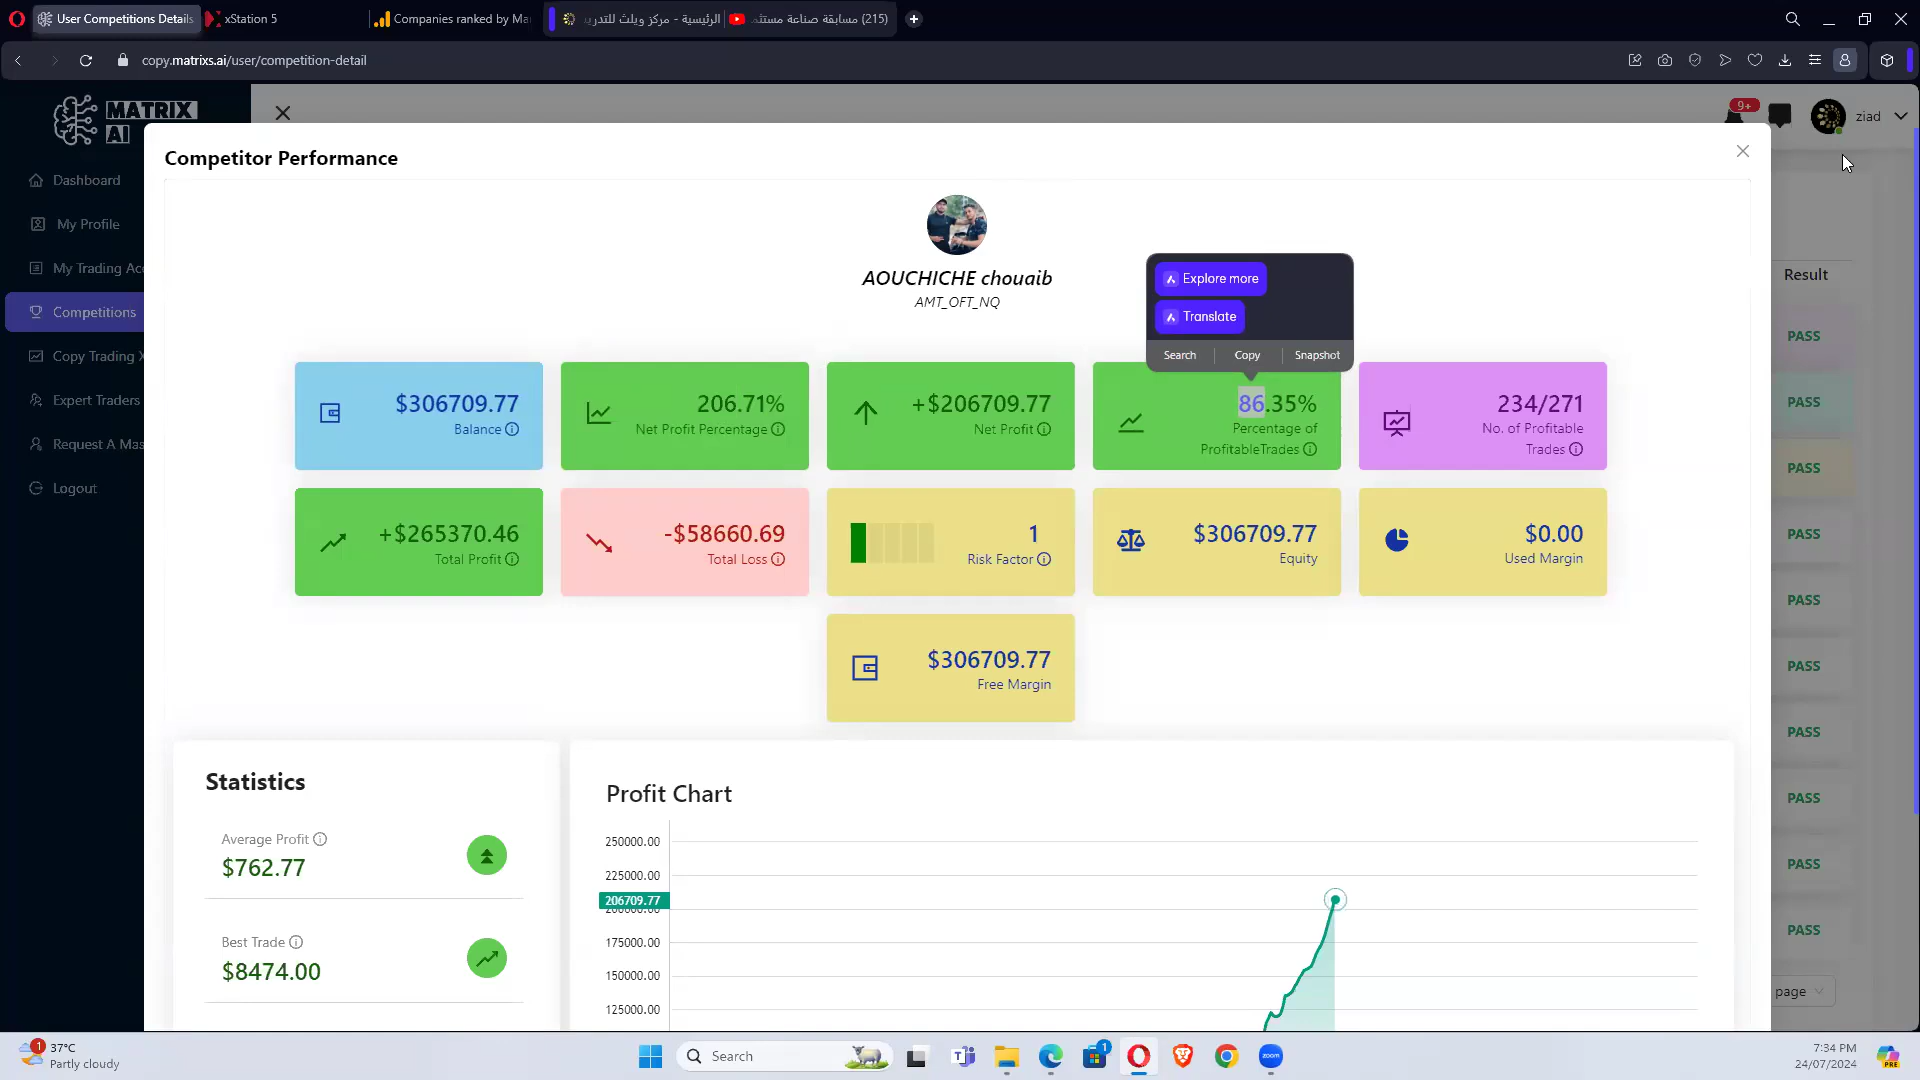 User Competitions Details
xStation 5
Companies ranked by Ma
الرئيسية - مركز ويلث للتدري
(215) مسابقة صناعة مستثم
copy.matrixs.ai/user/competition-detail
MATRIX
AI
9+
ziad
Dashboard
My Profile
My Trading Acc
Competitions
Copy Trading X
Expert Traders
Request A Mas
Logout
Competitor Performance
AOUCHICHE chouaib
AMT_OFT_NQ
Explore more
Translate
Search
Copy
Snapshot
$306709.77
Balance
206.71%
Net Profit Percentage
+$206709.77
Net Profit
86.35%
Percentage of
ProfitableTrades
234/271
No. of Profitable
Trades
+$265370.46
Total Profit
-$58660.69
Total Loss
1
Risk Factor
$306709.77
Equity
$0.00
Used Margin
$306709.77
Free Margin
Result
PASS
PASS
PASS
PASS
PASS
PASS
PASS
PASS
PASS
PASS
page
Statistics
Average Profit
$762.77
Best Trade
$8474.00
Profit Chart
250000.00
225000.00
206709.77
175000.00
150000.00
125000.00
1
37°C
Partly cloudy
Search
1
zoom
PRE
7:34 PM
24/07/2024